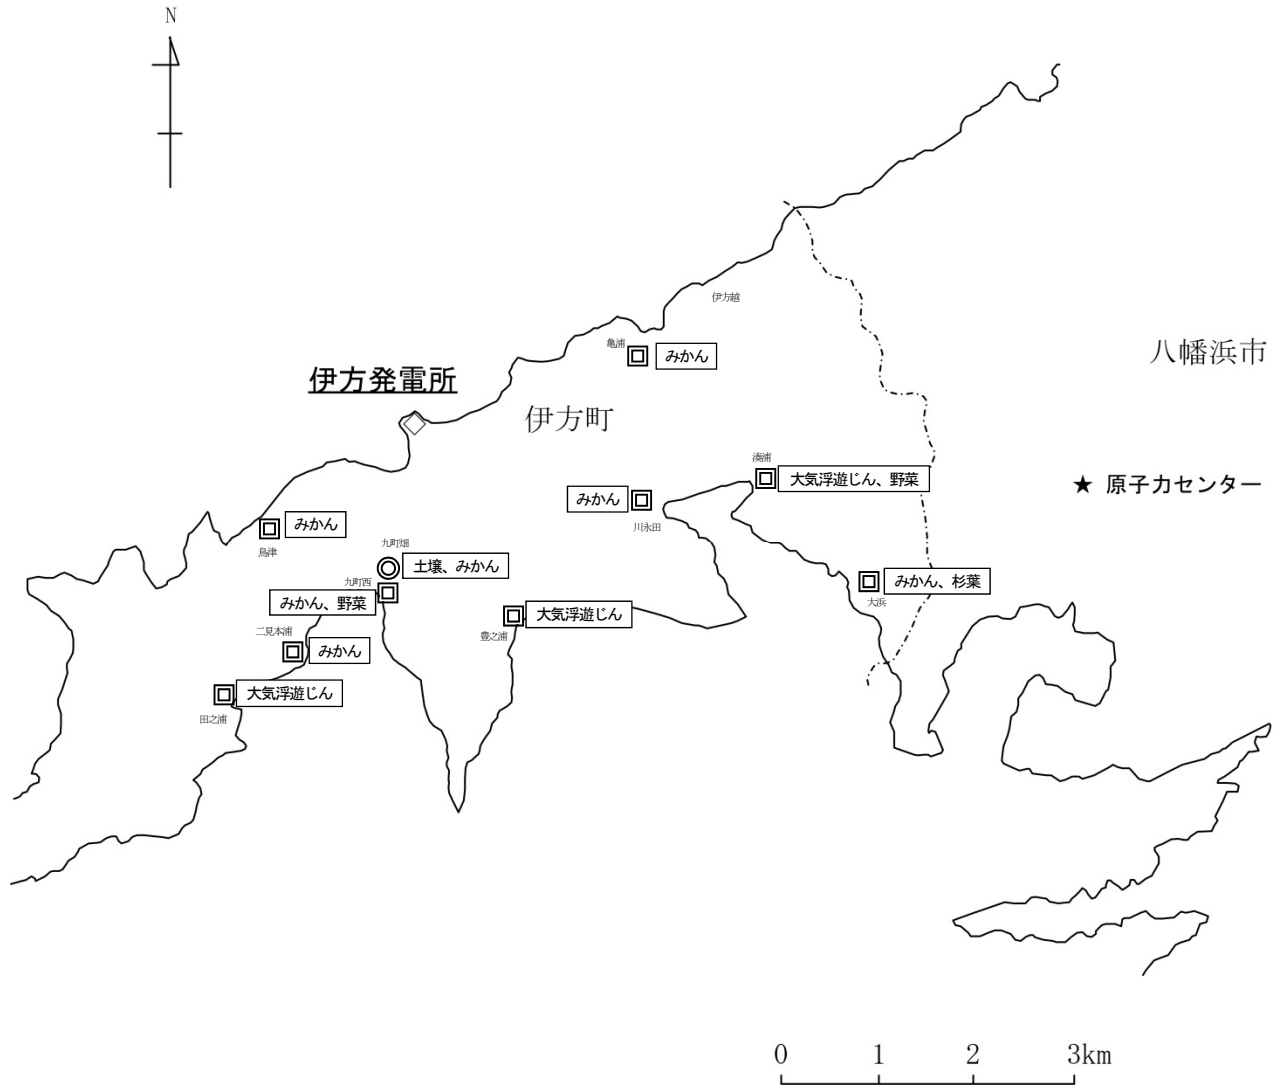 N
伊方越
亀浦
みかん
八幡浜市
伊方発電所
伊方町
湊浦
大気浮遊じん、野菜
★ 原子力センター
みかん
川永田
みかん
鳥津
九町畑
土壌、みかん
九町西
みかん、野菜
みかん、杉葉
大浜
大気浮遊じん
豊之浦
二見本浦
みかん
大気浮遊じん
田之浦
0 1 2 3km